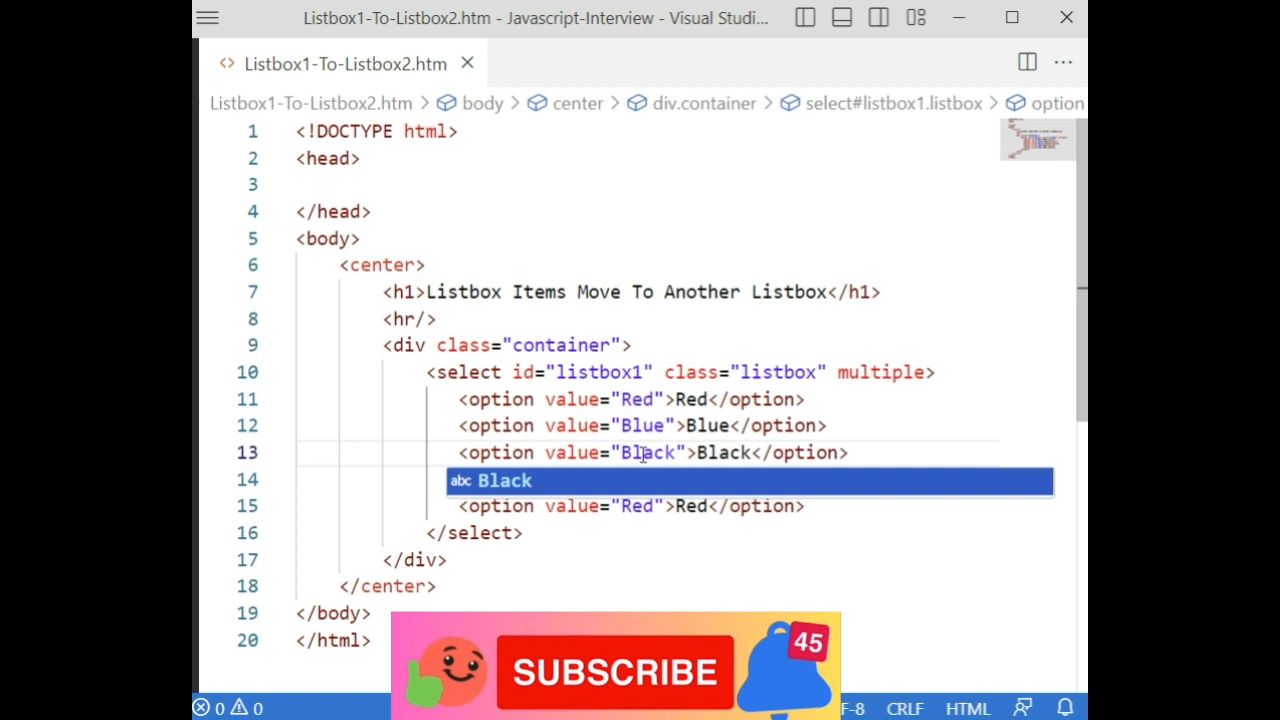 Listbox1-To-Listbox2.htm - Javascript-Interview - Visual Studi...
Listbox1-To-Listbox2.htm
Listbox1-To-Listbox2.htm > body > center > div.container > select#listbox1.listbox > option
1 <!DOCTYPE html>
2 <head>
3
4 </head>
5 <body>
6 <center>
7 <h1>Listbox Items Move To Another Listbox</h1>
8 <hr/>
9 <div class="container">
10 <select id="listbox1" class="listbox" multiple>
11 <option value="Red">Red</option>
12 <option value="Blue">Blue</option>
13 <option value="Black">Black</option>
14 abc Black
15 <option value="Red">Red</option>
16 </select>
17 </div>
18 </center>
19 </body>
20 </html>
45
SUBSCRIBE
0 0 F-8 CRLF HTML